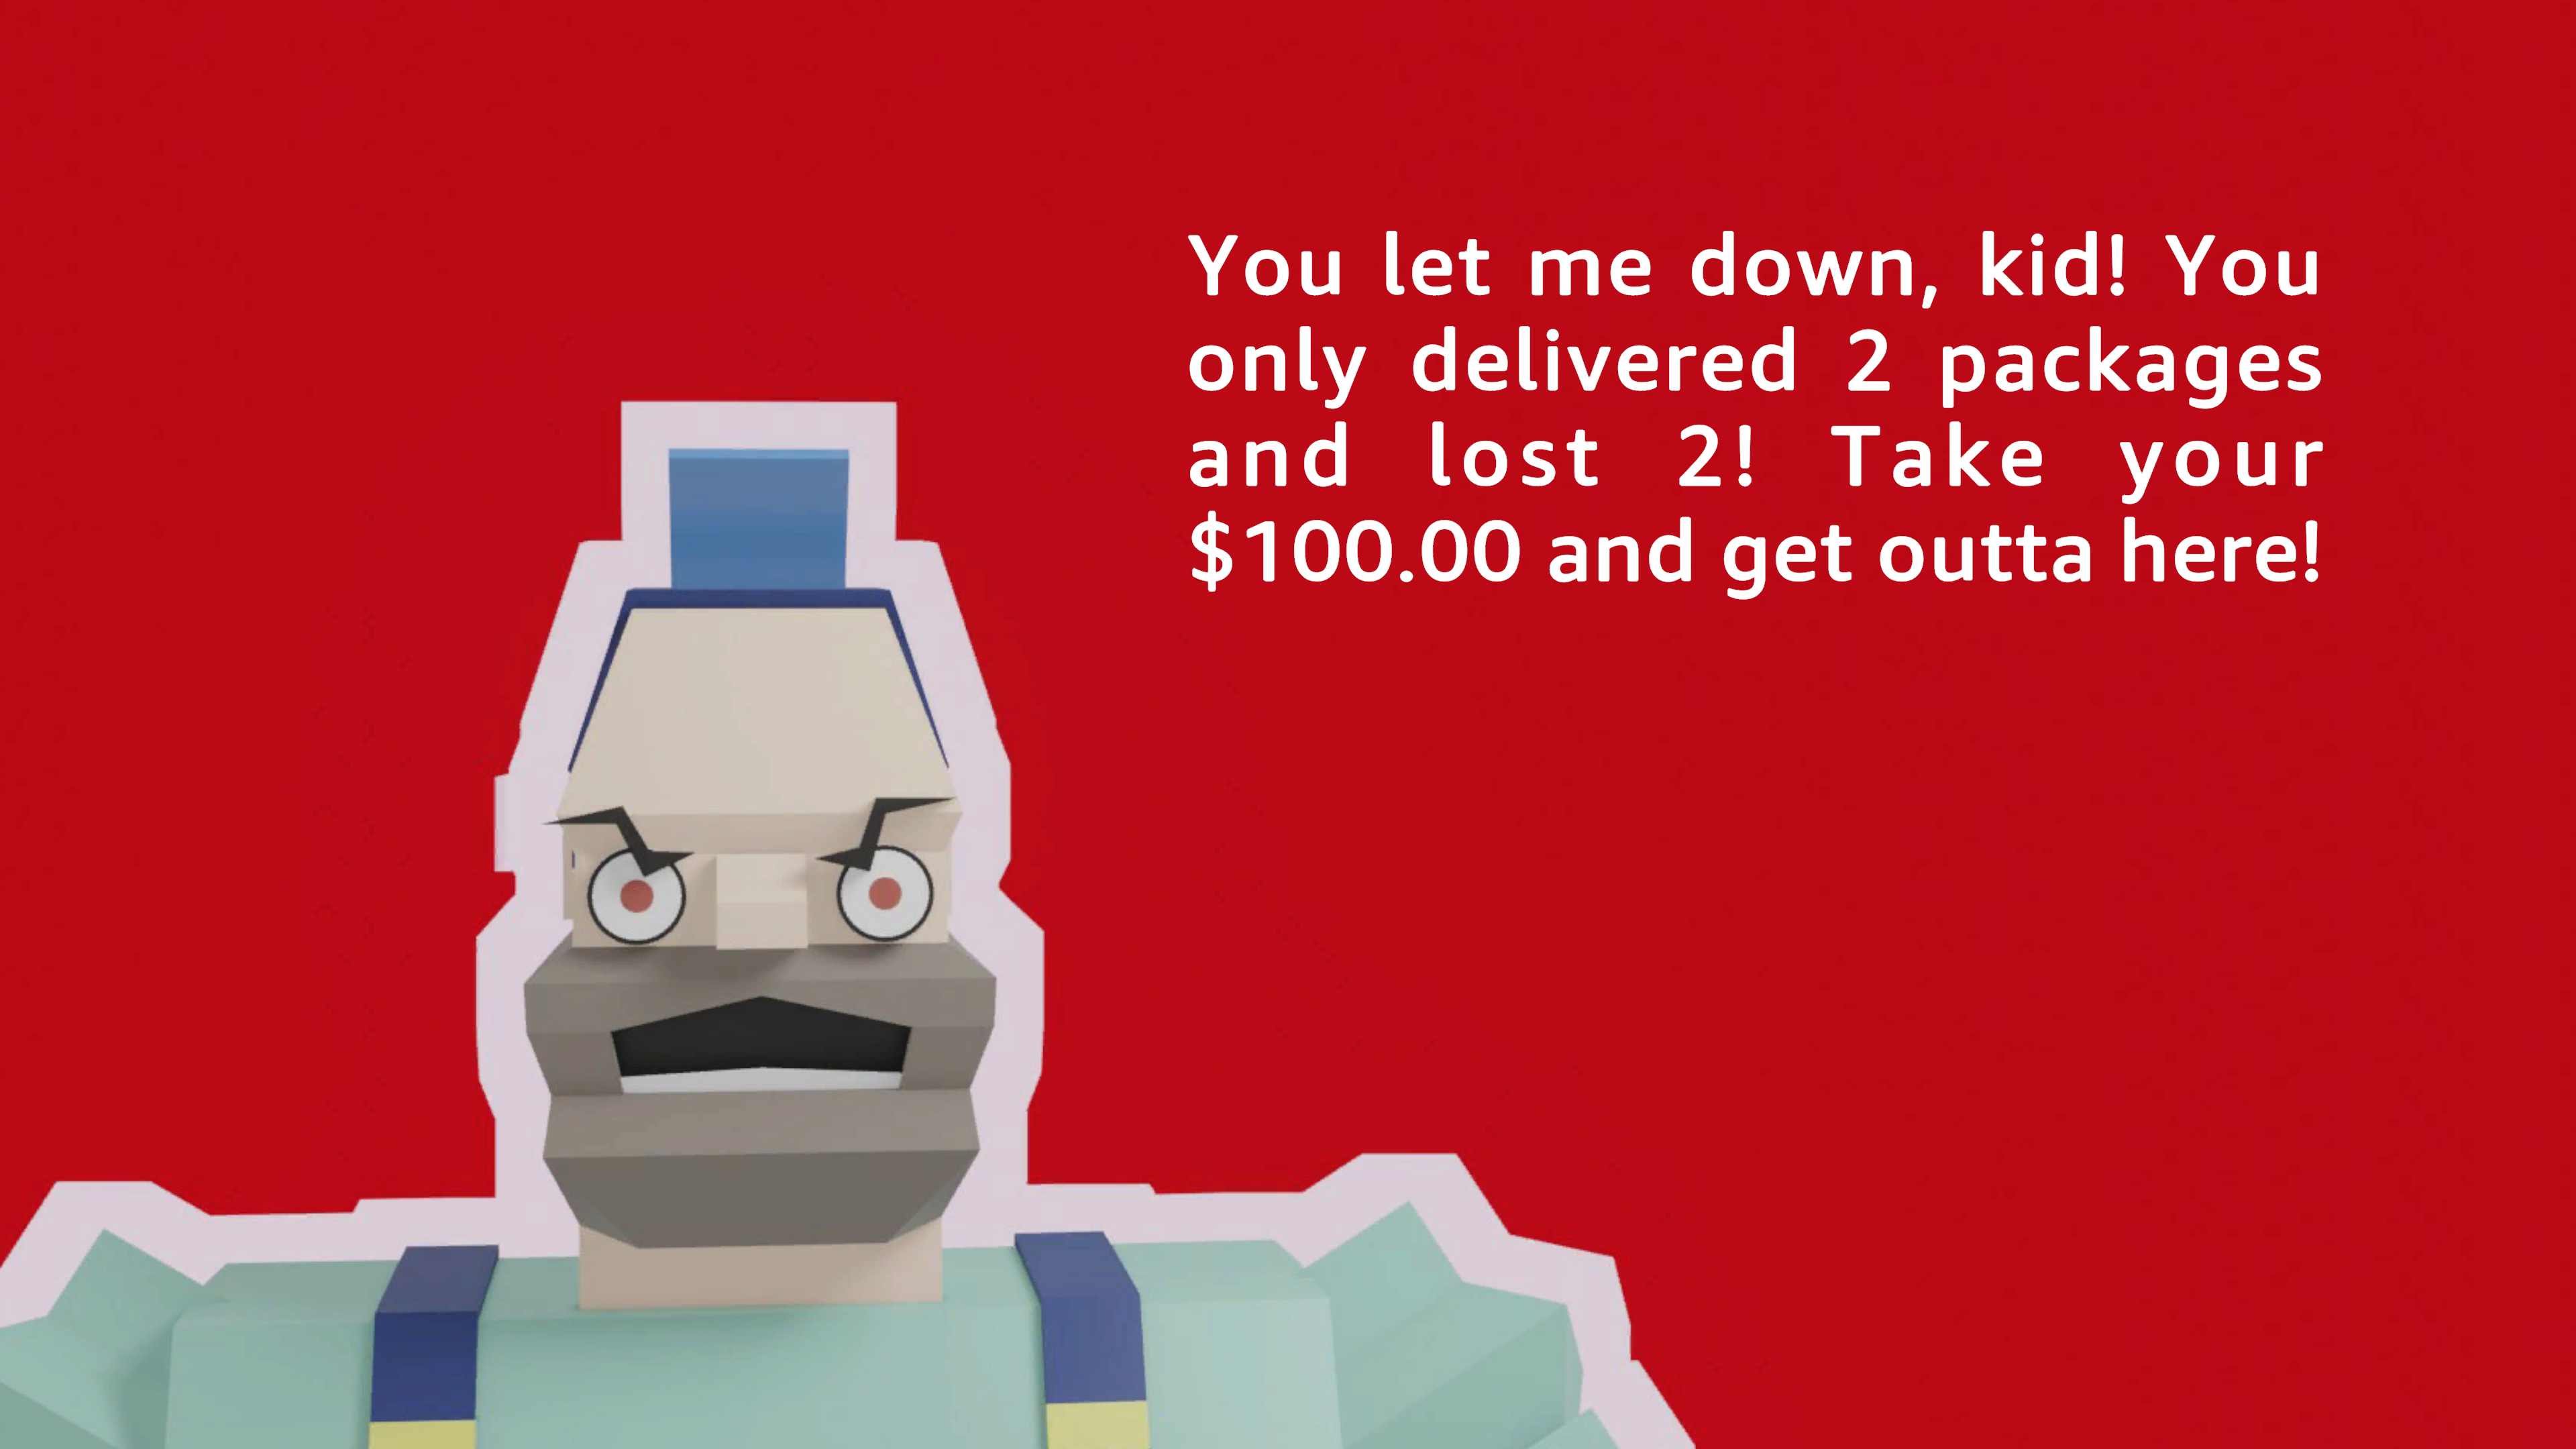 You let me down, kid! You
only delivered 2 packages
and lost 2! Take your
$100.00 and get outta here!